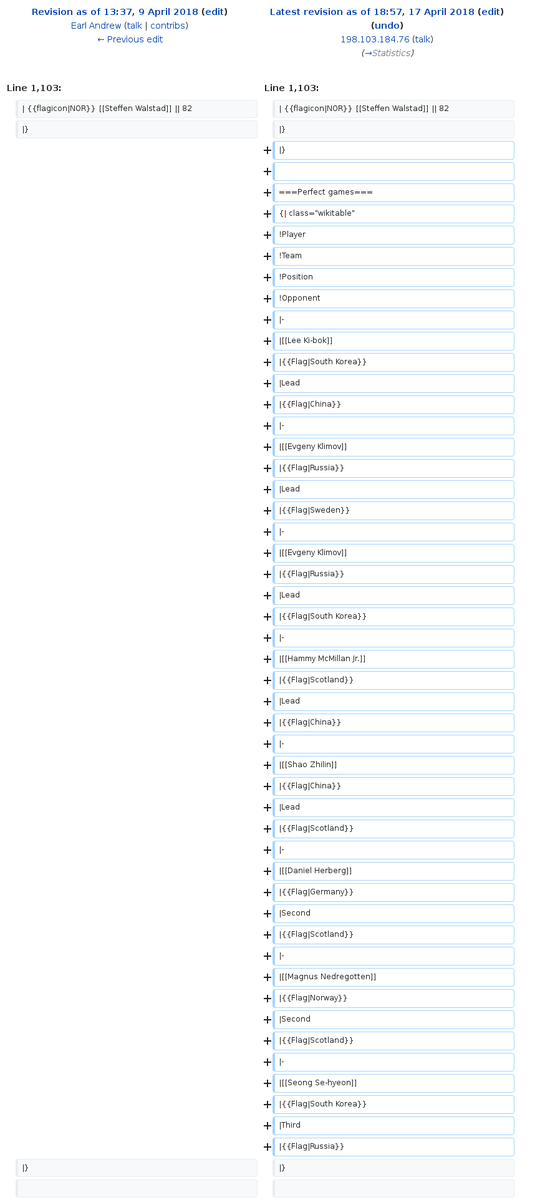 Revision as of 13:37, 9 April 2018 (edit)
Earl Andrew (talk | contribs)
← Previous edit
Latest revision as of 18:57, 17 April 2018 (edit)
(undo)
198.103.184.76 (talk)
(→Statistics)
Line 1,103:
Line 1,103:
| {{flagicon|NOR}} [[Steffen Walstad]] || 82
| {{flagicon|NOR}} [[Steffen Walstad]] || 82
|}
|}
+ |}
+
+ ===Perfect games===
+ {| class="wikitable"
+ !Player
+ !Team
+ !Position
+ !Opponent
+ |-
+ |[[Lee Ki-bok]]
+ |{{Flag|South Korea}}
+ |Lead
+ |{{Flag|China}}
+ |-
+ |[[Evgeny Klimov]]
+ |{{Flag|Russia}}
+ |Lead
+ |{{Flag|Sweden}}
+ |-
+ |[[Evgeny Klimov]]
+ |{{Flag|Russia}}
+ |Lead
+ |{{Flag|South Korea}}
+ |-
+ |[[Hammy McMillan Jr.]]
+ |{{Flag|Scotland}}
+ |Lead
+ |{{Flag|China}}
+ |-
+ |[[Shao Zhilin]]
+ |{{Flag|China}}
+ |Lead
+ |{{Flag|Scotland}}
+ |-
+ |[[Daniel Herberg]]
+ |{{Flag|Germany}}
+ |Second
+ |{{Flag|Scotland}}
+ |-
+ |[[Magnus Nedregotten]]
+ |{{Flag|Norway}}
+ |Second
+ |{{Flag|Scotland}}
+ |-
+ |[[Seong Se-hyeon]]
+ |{{Flag|South Korea}}
+ |Third
+ |{{Flag|Russia}}
|}
|}